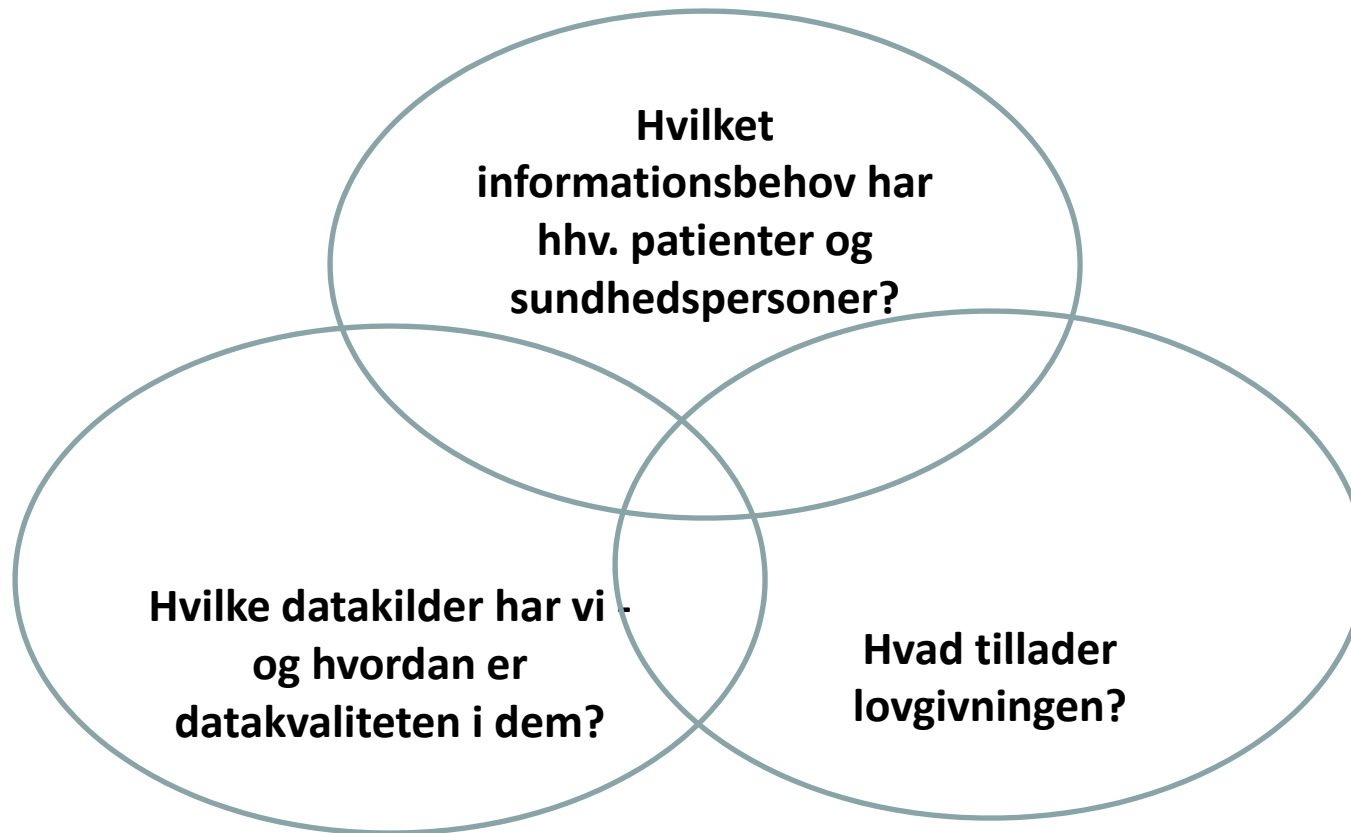 Hvilket
informationsbehov har
hhv. patienter og
sundhedspersoner?
Hvilke datakilder har vi -
og hvordan er
datakvaliteten i dem?
Hvad tillader
lovgivningen?